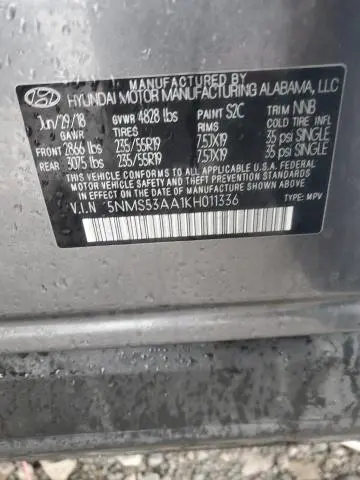 MANUFACTURED BY
HYUNDAI MOTOR MANUFACTURING ALABAMA, LLC
Jun/29/18 GVWR 4828 lbs PAINT S2C TRIM NNB
GAWR TIRES RIMS COLD TIRE INFL
FRONT 2866 lbs 235/55R19 7.5JX19 35 psi SINGLE
REAR 3075 lbs 235/55R19 7.5JX19 35 psi SINGLE
THIS VEHICLE CONFORMS TO ALL APPLICABLE U.S.A. FEDERAL MOTOR
VEHICLE SAFETY AND THEFT PREVENTION STANDARDS IN EFFECT
ON THE DATE OF MANUFACTURE SHOWN ABOVE.
V.I.N 5NMS53AA1KH011336 TYPE: MPV